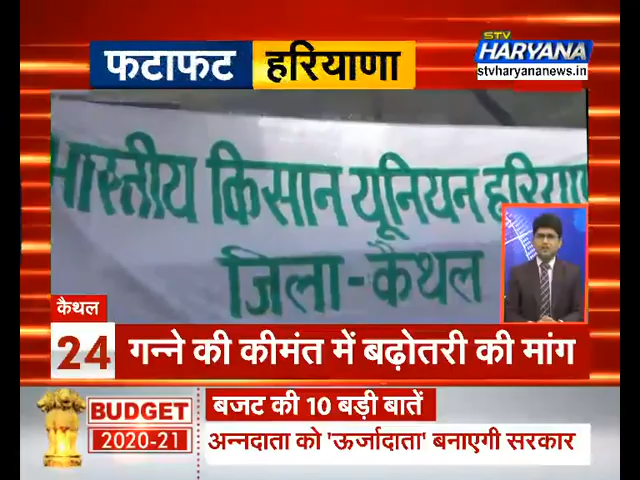 फटाफट हरियाणा
STV
HARYANA
stvharyananews.in
भारतीय किसान यूनियन
जिला-कैथल
कैथल
24 गन्ने की कीमंत में बढ़ोतरी की मांग
BUDGET
2020-21
बजट की 10 बड़ी बातें
अन्नदाता को 'ऊर्जादाता' बनाएगी सरकार